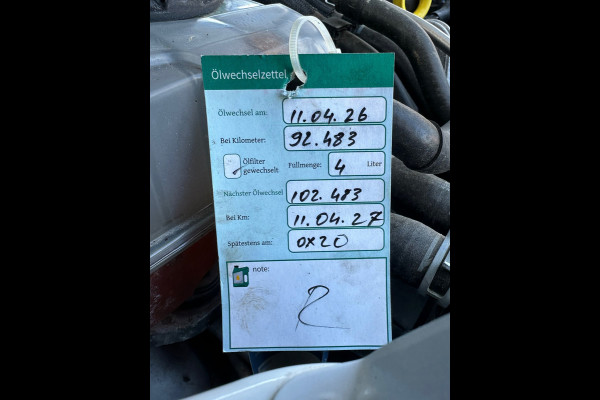 Ölwechselzettel
Ölwechsel am: 11.04.26
Bei Kilometer: 92.483
Ölfilter gewechselt Füllmenge: 4 Liter
Nächster Ölwechsel 102.483
Bei Km: 11.04.27
Spätestens am: 0X20
note: